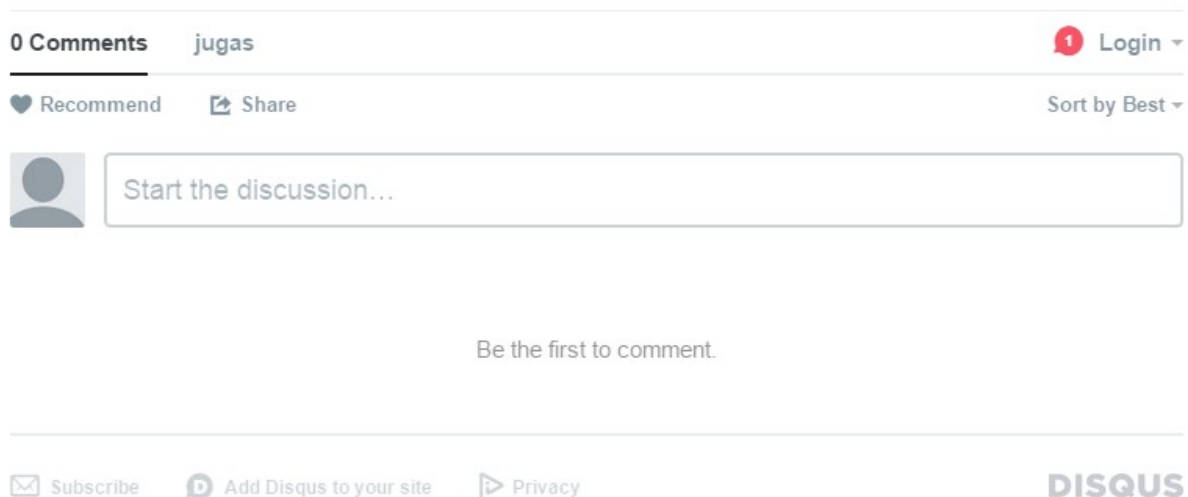 0 Comments jugas 1 Login
Recommend Share Sort by Best
Start the discussion...
Be the first to comment.
Subscribe D Add Disqus to your site Privacy DISQUS